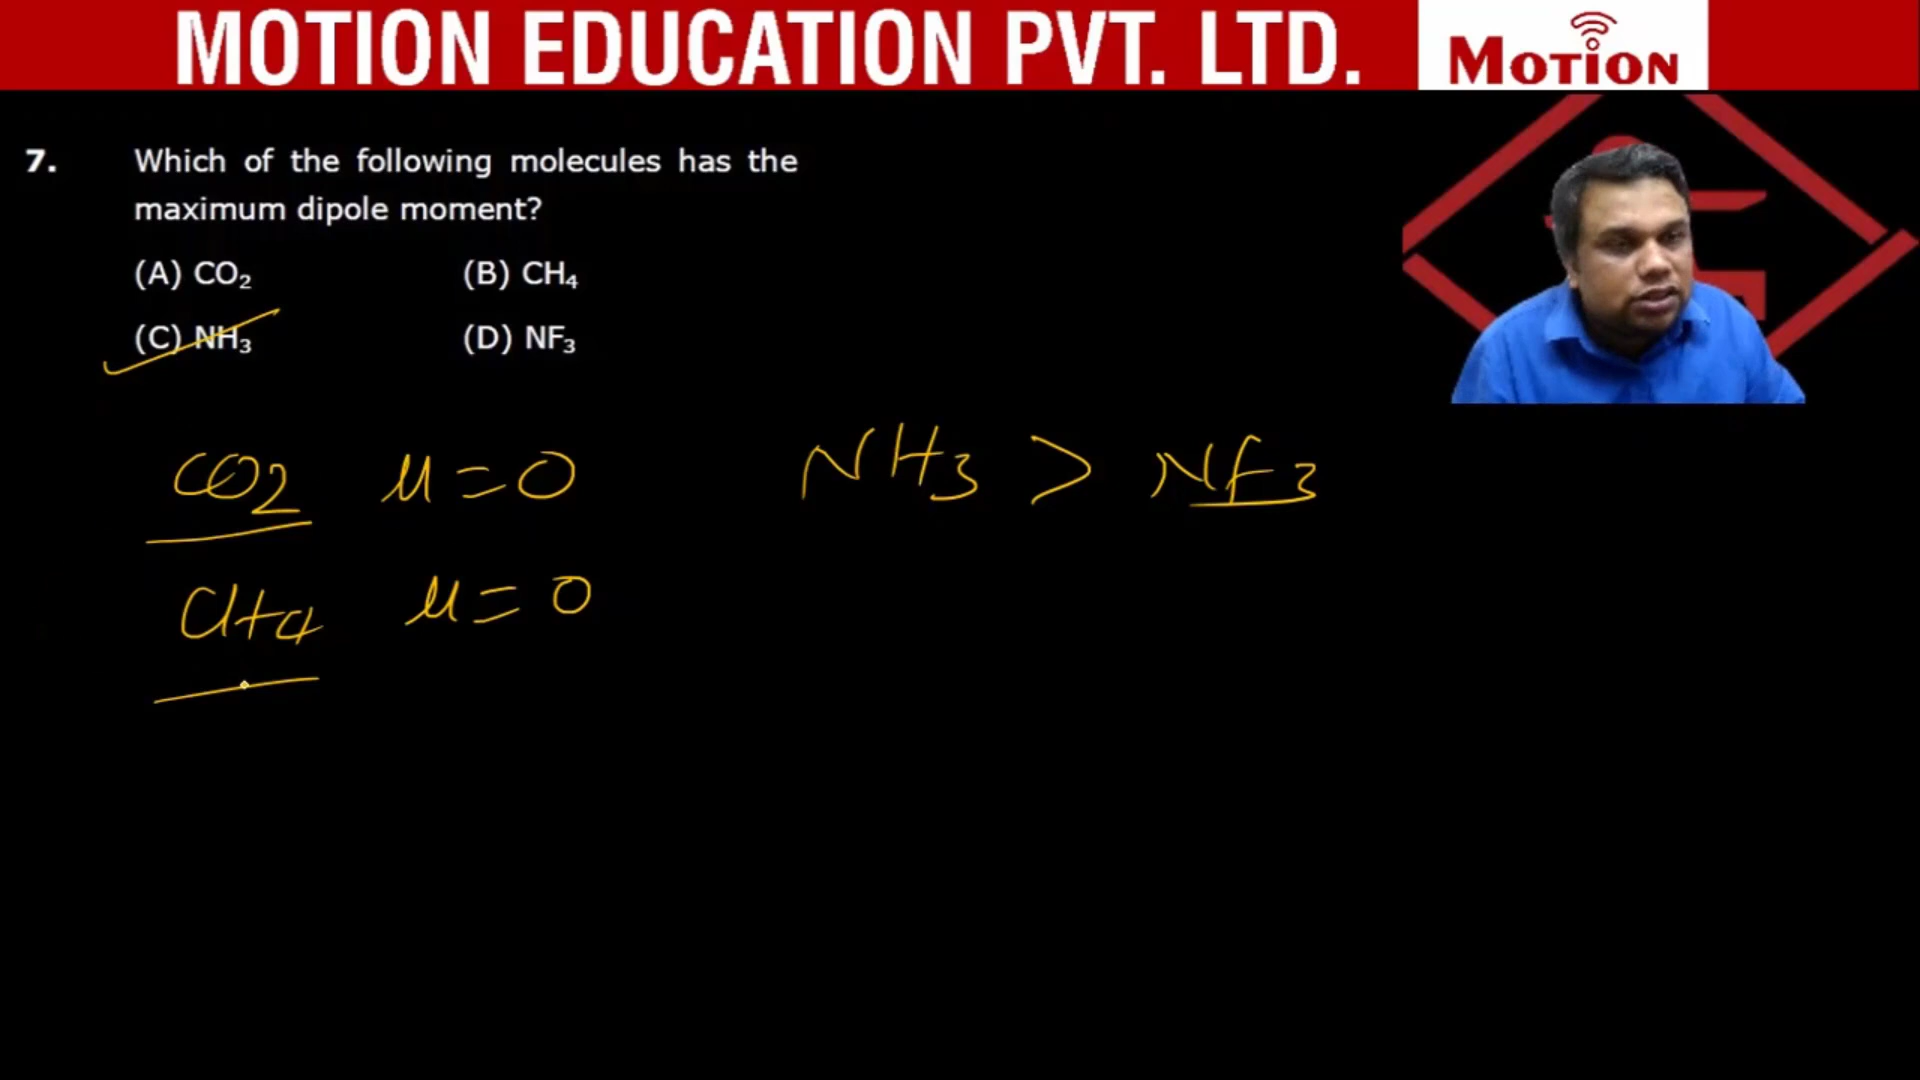 MOTION EDUCATION PVT. LTD.
MOTION
7. Which of the following molecules has the
maximum dipole moment?
(A) CO₂ (B) CH₄
(C) NH₃ (D) NF₃
CO2 μ = 0 NH3 > NF3
CH4 μ = 0